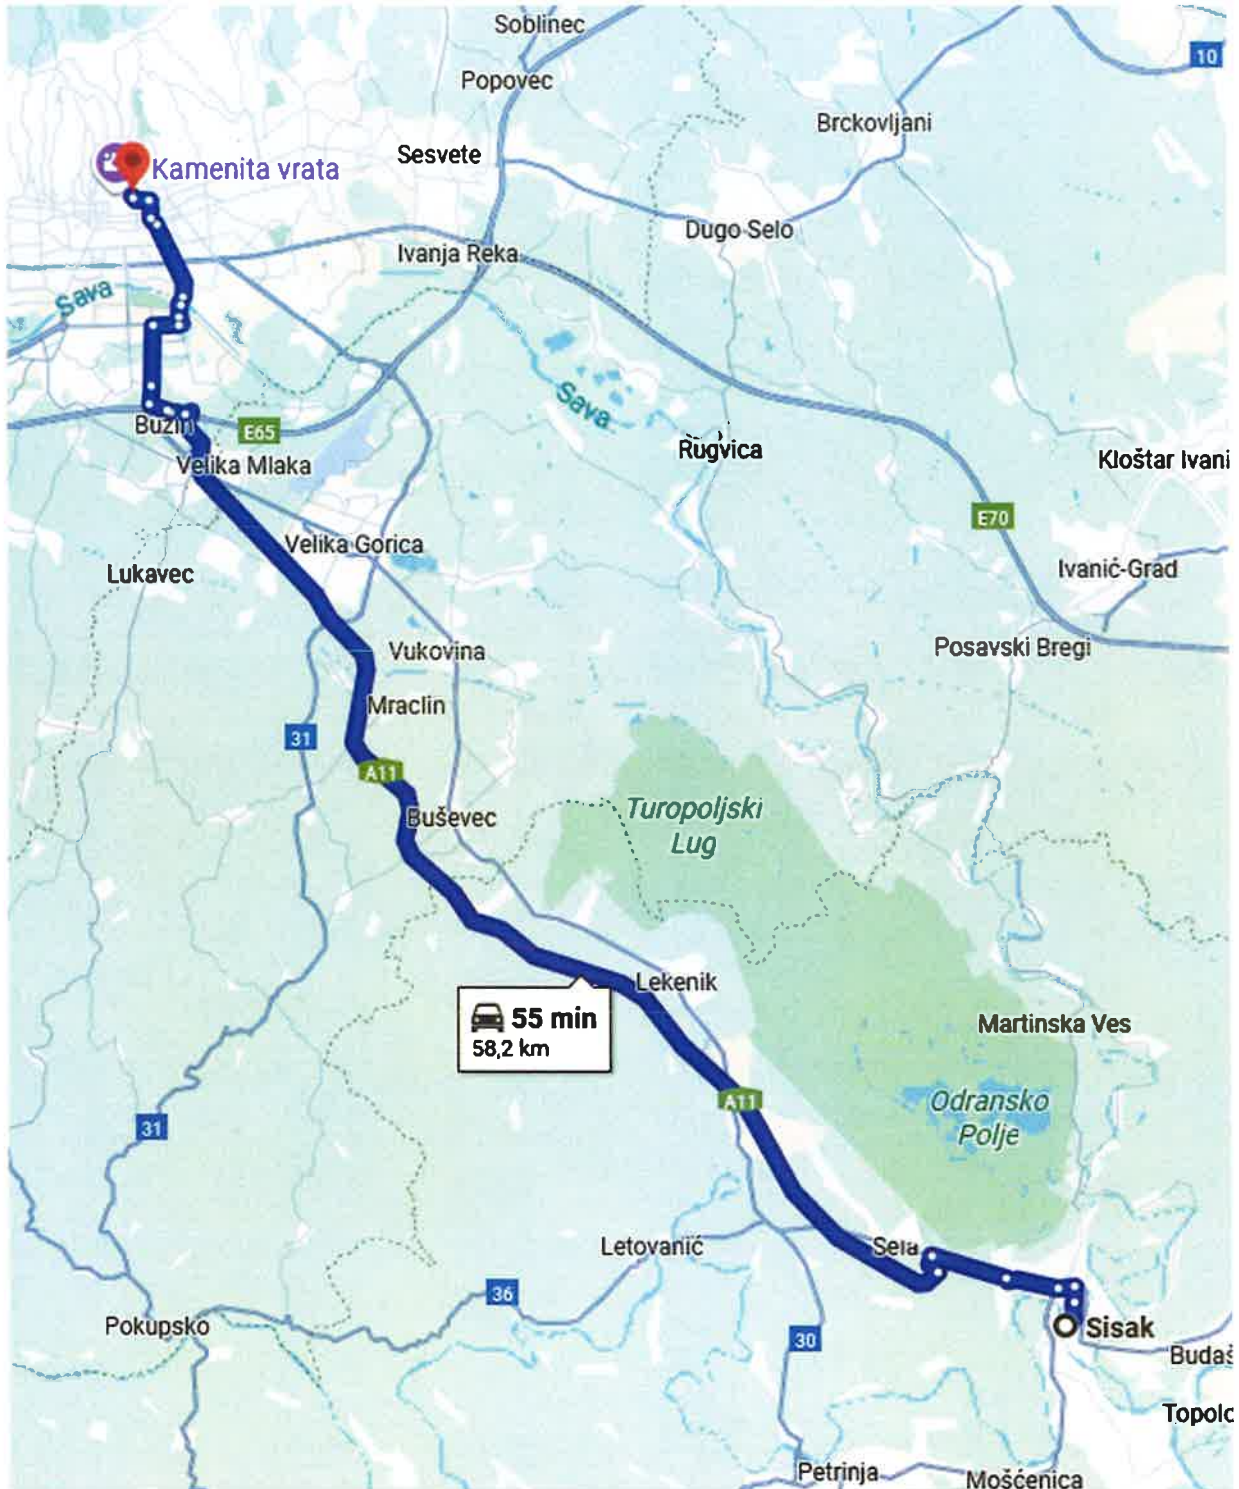 Soblinec
10
Popovec
Brckovljani
Sesvete
Kamenita vrata
Dugo Selo
Ivanja Reka
Sava
Sava
Buzin
E65
Rugvica
Velika Mlaka
Kloštar Ivani
E70
Velika Gorica
Lukavec
Ivanić-Grad
Vukovina
Posavski Bregi
Mraclin
31
A11
Buševec
Turopoljski
Lug
Lekenik
55 min
58,2 km
Martinska Ves
A11
Odransko
Polje
31
Letovanić
Sela
36
Pokupsko
30
Sisak
Budaš
Topolo
Petrinja
Mošćenica